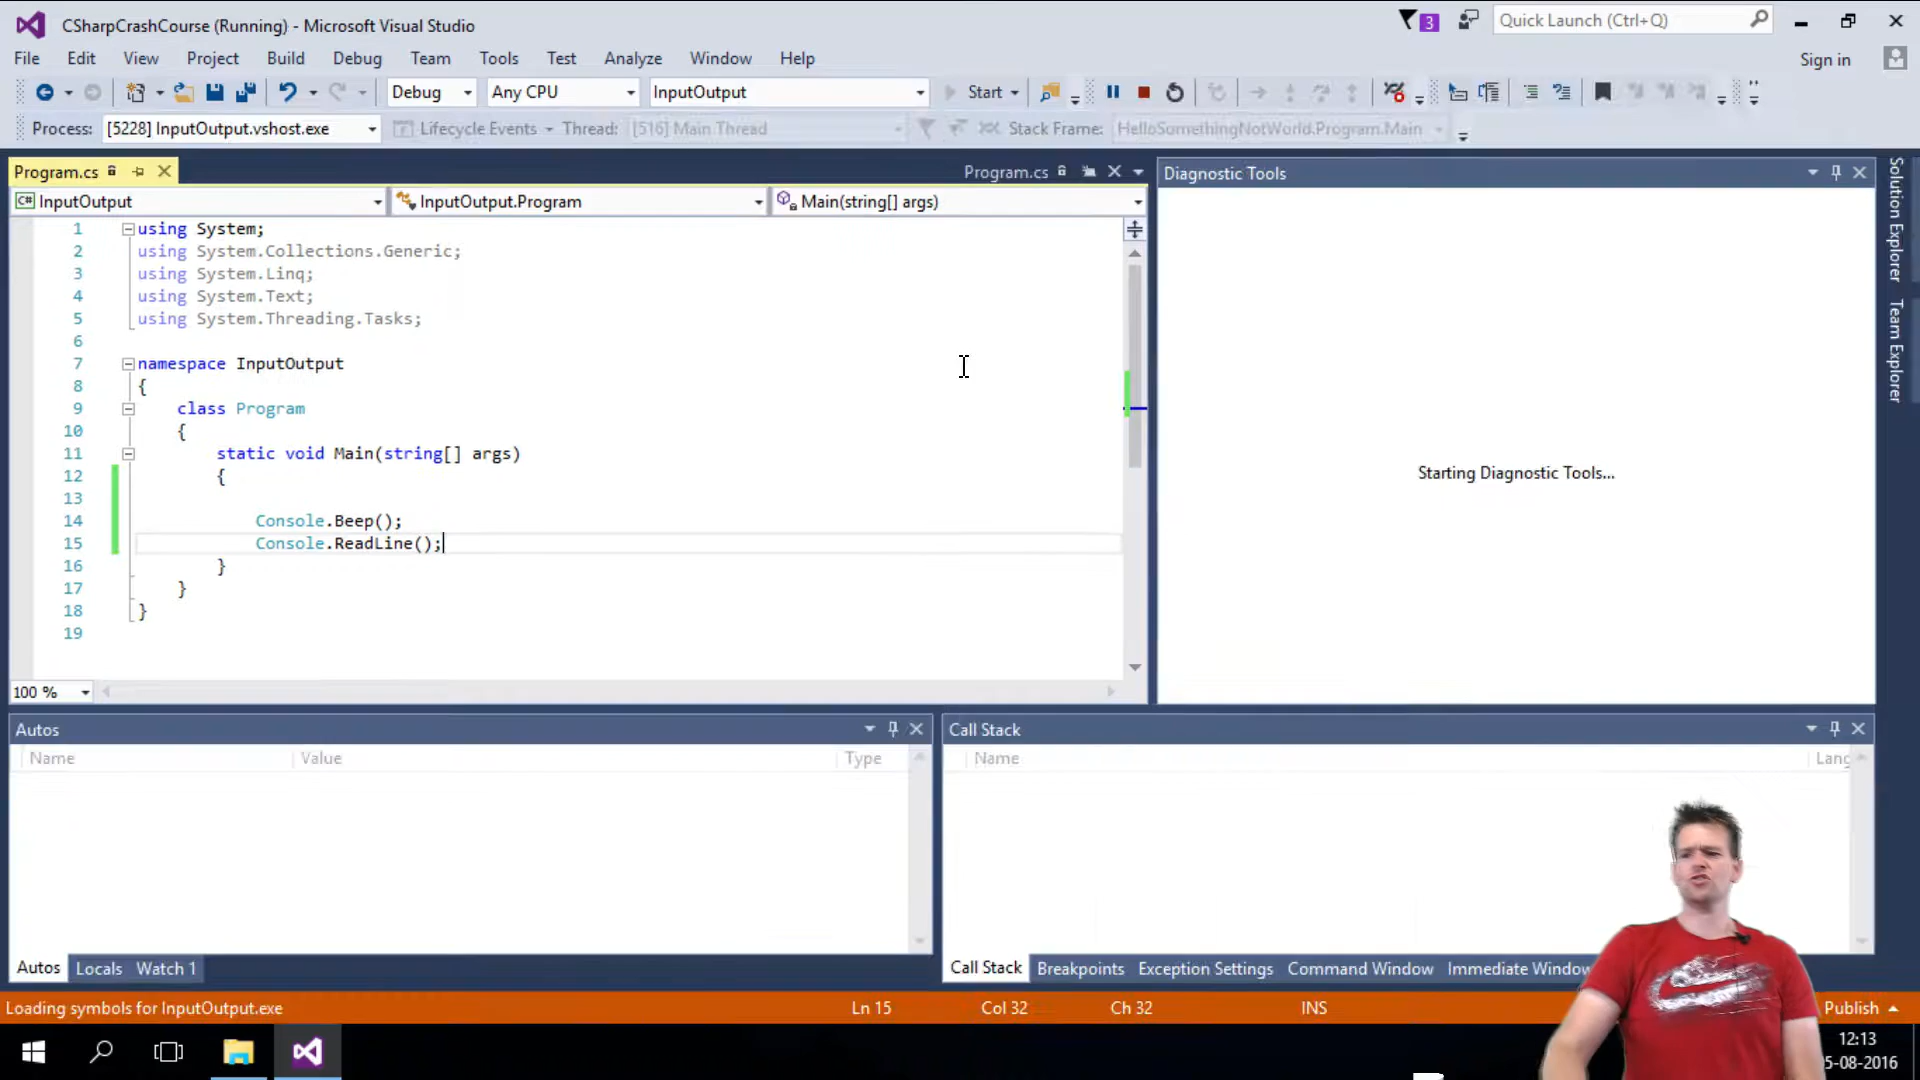 CSharpCrashCourse (Running) - Microsoft Visual Studio
3
Quick Launch (Ctrl+Q)
File Edit View Project Build Debug Team Tools Test Analyze Window Help
Sign in
Debug Any CPU InputOutput Start
Process: [5228] InputOutput.vshost.exe Lifecycle Events Thread: [516] Main Thread Stack Frame: HelloSomethingNotWorld.Program.Main
Program.cs
Program.cs
InputOutput InputOutput.Program Main(string[] args)
1 using System;
2 using System.Collections.Generic;
3 using System.Linq;
4 using System.Text;
5 using System.Threading.Tasks;
6
7 namespace InputOutput
8 {
9 class Program
10 {
11 static void Main(string[] args)
12 {
13
14 Console.Beep();
15 Console.ReadLine();
16 }
17 }
18 }
19
100 %
Diagnostic Tools
Starting Diagnostic Tools...
Solution Explorer
Team Explorer
Autos
Name Value Type
Autos Locals Watch 1
Call Stack
Name Lang
Call Stack Breakpoints Exception Settings Command Window Immediate Window
Loading symbols for InputOutput.exe Ln 15 Col 32 Ch 32 INS Publish
12:13
5-08-2016